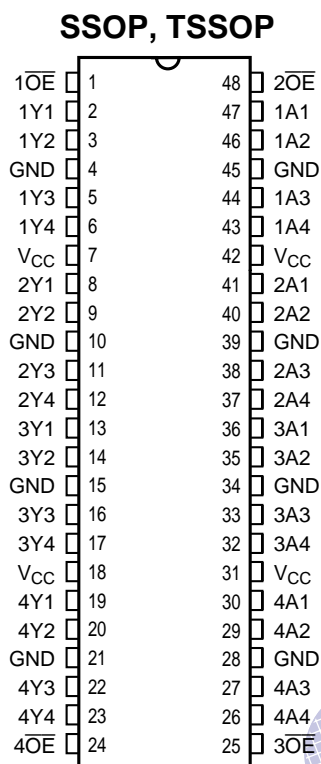 SSOP, TSSOP
1O̅E̅ 1 48 2O̅E̅
1Y1 2 47 1A1
1Y2 3 46 1A2
GND 4 45 GND
1Y3 5 44 1A3
1Y4 6 43 1A4
VCC 7 42 VCC
2Y1 8 41 2A1
2Y2 9 40 2A2
GND 10 39 GND
2Y3 11 38 2A3
2Y4 12 37 2A4
3Y1 13 36 3A1
3Y2 14 35 3A2
GND 15 34 GND
3Y3 16 33 3A3
3Y4 17 32 3A4
VCC 18 31 VCC
4Y1 19 30 4A1
4Y2 20 29 4A2
GND 21 28 GND
4Y3 22 27 4A3
4Y4 23 26 4A4
4O̅E̅ 24 25 3O̅E̅